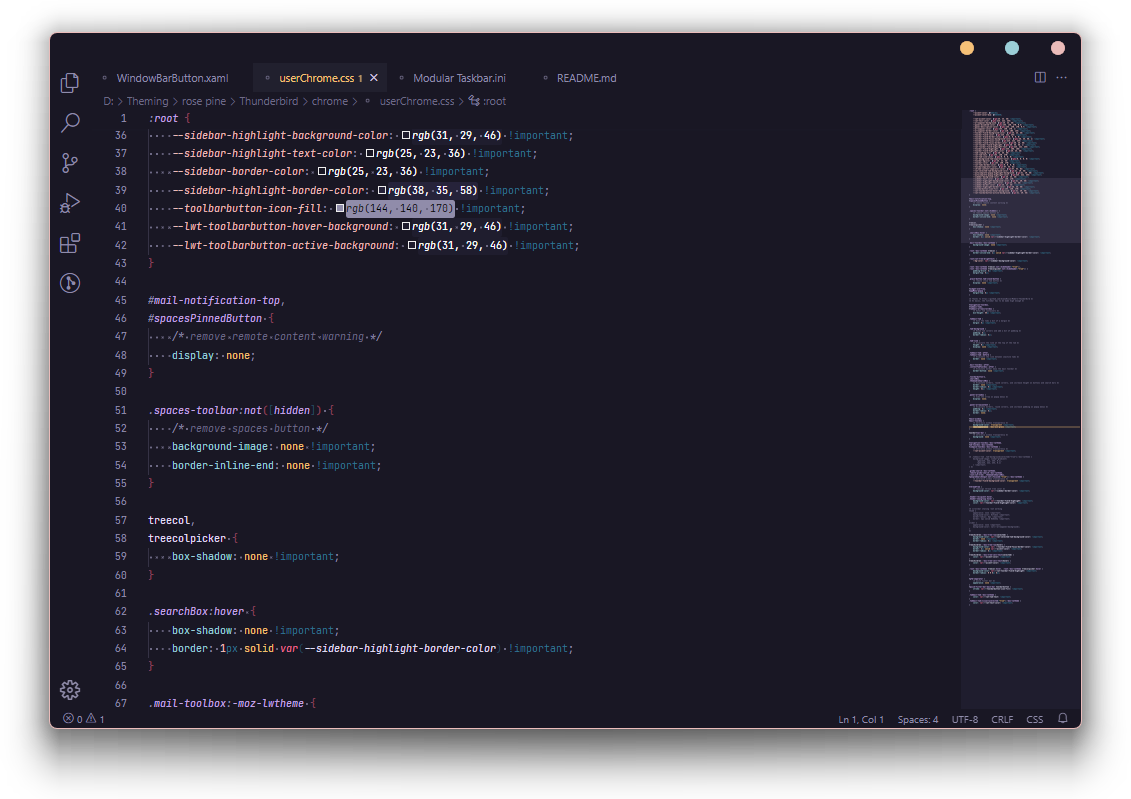 WindowBarButton.xaml userChrome.css 1 Modular Taskbar.ini README.md
D: > Theming > rose pine > Thunderbird > chrome > userChrome.css > :root
1 :root {
36 --sidebar-highlight-background-color: rgb(31, 29, 46) !important;
37 --sidebar-highlight-text-color: rgb(25, 23, 36) !important;
38 --sidebar-border-color: rgb(25, 23, 36) !important;
39 --sidebar-highlight-border-color: rgb(38, 35, 58) !important;
40 --toolbarbutton-icon-fill: rgb(144, 140, 170) !important;
41 --lwt-toolbarbutton-hover-background: rgb(31, 29, 46) !important;
42 --lwt-toolbarbutton-active-background: rgb(31, 29, 46) !important;
43 }
44
45 #mail-notification-top,
46 #spacesPinnedButton {
47 /* remove remote content warning */
48 display: none;
49 }
50
51 .spaces-toolbar:not([hidden]) {
52 /* remove spaces button */
53 background-image: none !important;
54 border-inline-end: none !important;
55 }
56
57 treecol,
58 treecolpicker {
59 box-shadow: none !important;
60 }
61
62 .searchBox:hover {
63 box-shadow: none !important;
64 border: 1px solid var(--sidebar-highlight-border-color) !important;
65 }
66
67 .mail-toolbox:-moz-lwtheme {
0 1 Ln 1, Col 1 Spaces: 4 UTF-8 CRLF CSS